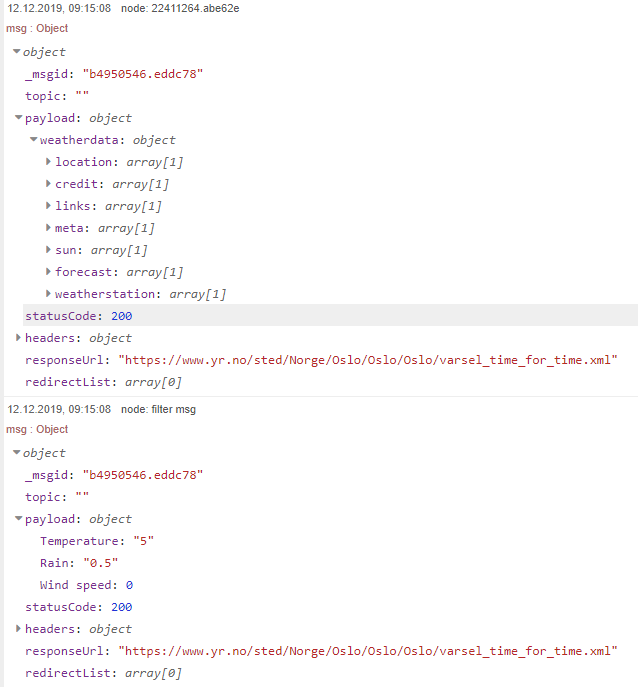 12.12.2019, 09:15:08 node: 22411264.abe62e
msg : Object
object
_msgid: "b4950546.eddc78"
topic: ""
payload: object
weatherdata: object
location: array[1]
credit: array[1]
links: array[1]
meta: array[1]
sun: array[1]
forecast: array[1]
weatherstation: array[1]
statusCode: 200
headers: object
responseUrl: "https://www.yr.no/sted/Norge/Oslo/Oslo/Oslo/varsel_time_for_time.xml"
redirectList: array[0]
12.12.2019, 09:15:08 node: filter msg
msg : Object
object
_msgid: "b4950546.eddc78"
topic: ""
payload: object
Temperature: "5"
Rain: "0.5"
Wind speed: 0
statusCode: 200
headers: object
responseUrl: "https://www.yr.no/sted/Norge/Oslo/Oslo/Oslo/varsel_time_for_time.xml"
redirectList: array[0]